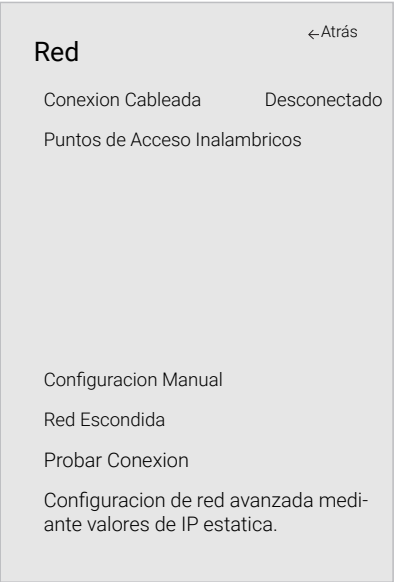 ←Atrás
Red
Conexion Cableada Desconectado
Puntos de Acceso Inalambricos
Configuracion Manual
Red Escondida
Probar Conexion
Configuracion de red avanzada medi-
ante valores de IP estatica.